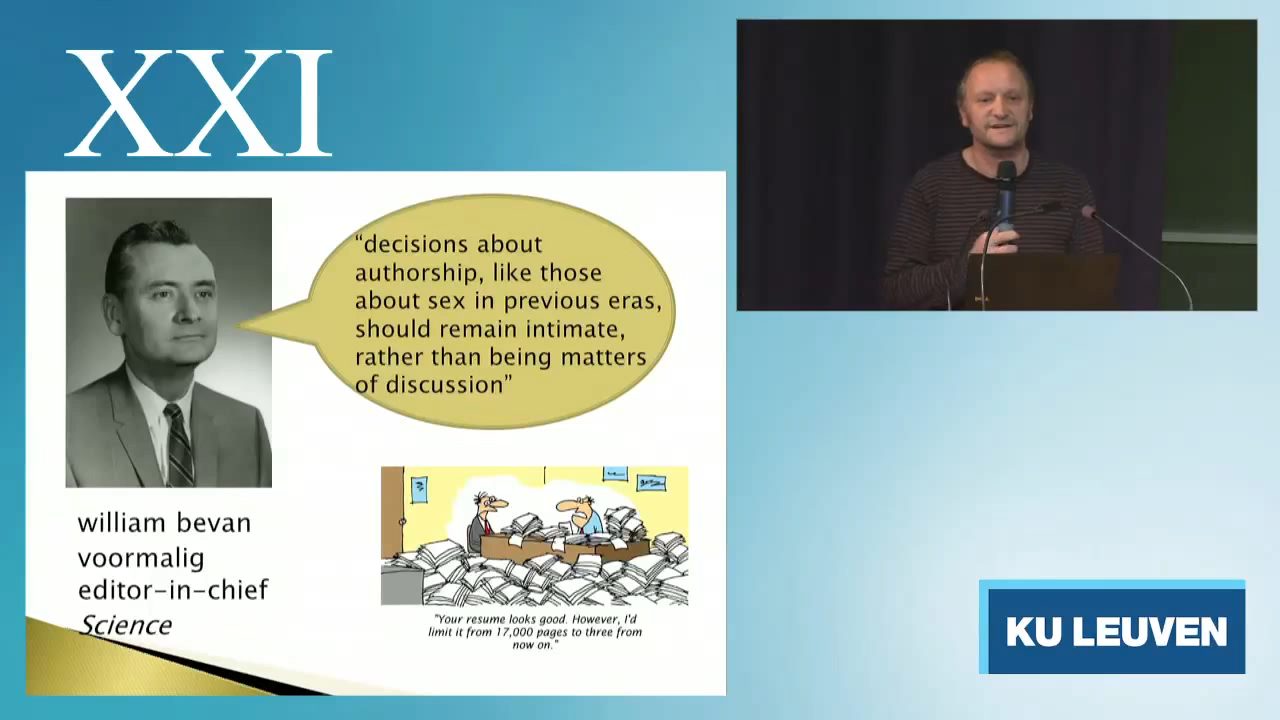 XXI
“decisions about
authorship, like those
about sex in previous eras,
should remain intimate,
rather than being matters
of discussion”
william bevan
voormalig
editor-in-chief
Science
"Your resume looks good. However, I'd
limit it from 17,000 pages to three from
now on."
KU LEUVEN